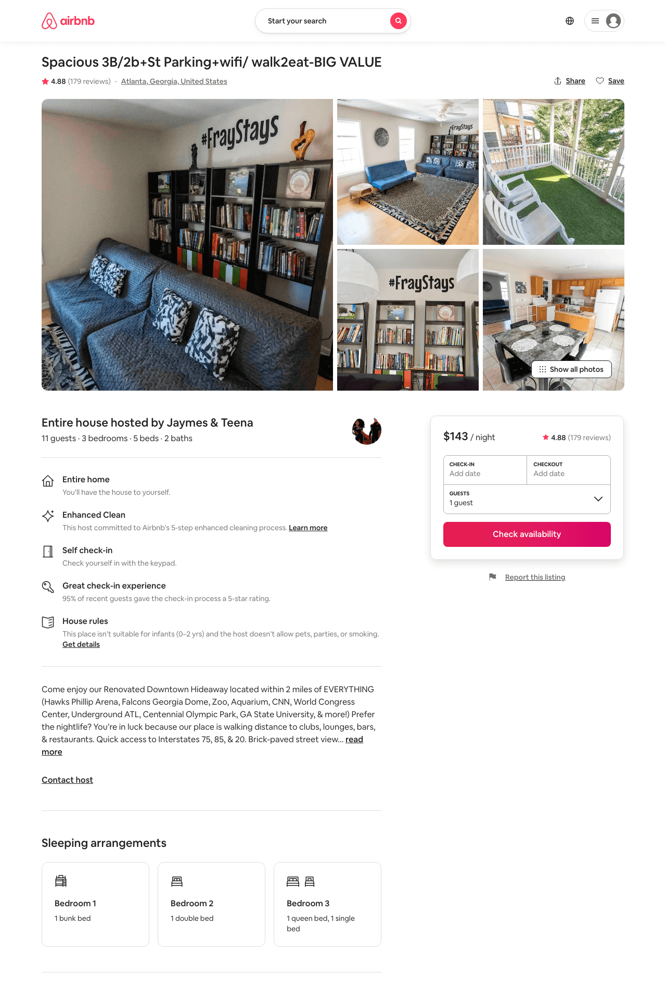 airbnb
Start your search
Spacious 3B/2b+St Parking+wifi/ walk2eat-BIG VALUE
4.88 (179 reviews) · Atlanta, Georgia, United States
Share
Save
#FrayStays
#FrayStays
#FrayStays
ATLANTA
Show all photos
Entire house hosted by Jaymes & Teena
11 guests · 3 bedrooms · 5 beds · 2 baths
Entire home
You’ll have the house to yourself.
Enhanced Clean
This host committed to Airbnb's 5-step enhanced cleaning process. Learn more
Self check-in
Check yourself in with the keypad.
Great check-in experience
95% of recent guests gave the check-in process a 5-star rating.
House rules
This place isn’t suitable for infants (0–2 yrs) and the host doesn’t allow pets, parties, or smoking.
Get details
$143 / night
4.88 (179 reviews)
CHECK-IN
Add date
CHECKOUT
Add date
GUESTS
1 guest
Check availability
Report this listing
Come enjoy our Renovated Downtown Hideaway located within 2 miles of EVERYTHING
(Hawks Phillip Arena, Falcons Georgia Dome, Zoo, Aquarium, CNN, World Congress
Center, Underground ATL, Centennial Olympic Park, GA State University, & more!) Prefer
the nightlife? You’re in luck because our place is walking distance to clubs, lounges, bars,
& restaurants. Quick access to Interstates 75, 85, & 20. Brick-paved street view... read
more
Contact host
Sleeping arrangements
Bedroom 1
1 bunk bed
Bedroom 2
1 double bed
Bedroom 3
1 queen bed, 1 single
bed